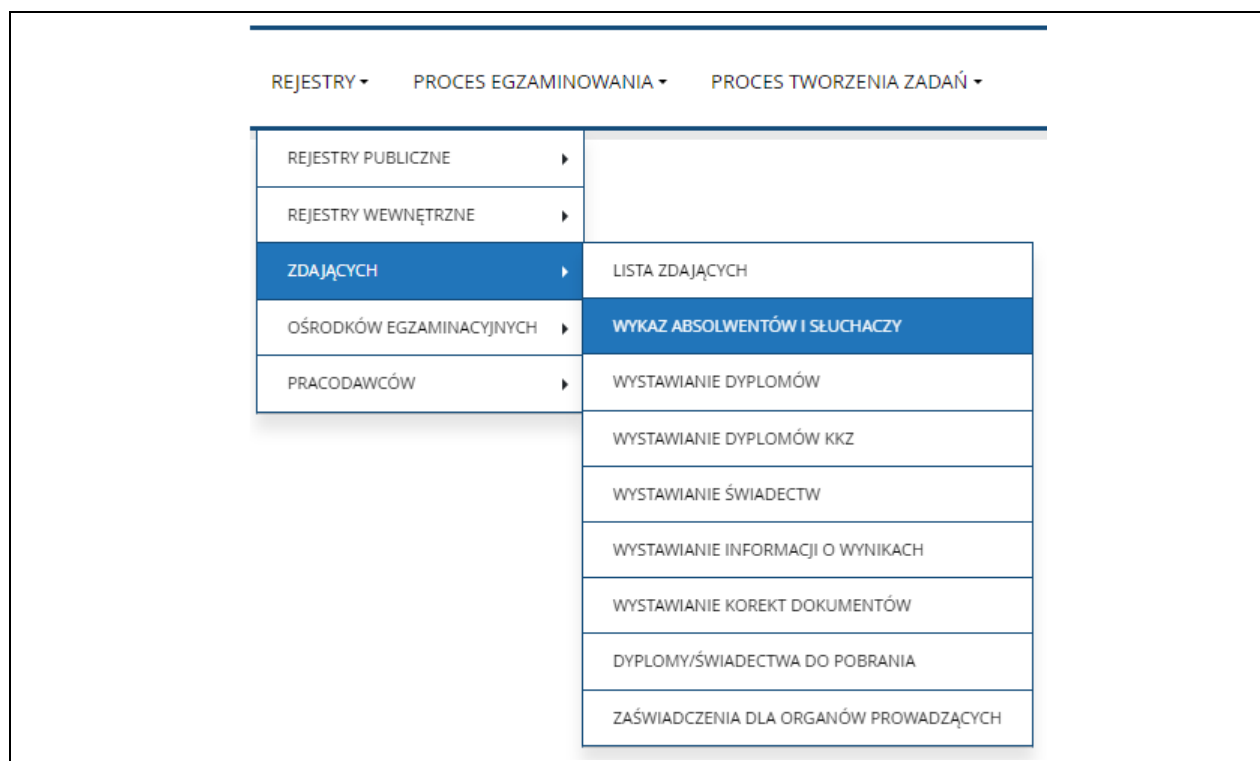 REJESTRY PROCES EGZAMINOWANIA PROCES TWORZENIA ZADAŃ
REJESTRY PUBLICZNE
REJESTRY WEWNĘTRZNE
ZDAJĄCYCH
OŚRODKÓW EGZAMINACYJNYCH
PRACODAWCÓW
LISTA ZDAJĄCYCH
WYKAZ ABSOLWENTÓW I SŁUCHACZY
WYSTAWIANIE DYPLOMÓW
WYSTAWIANIE DYPLOMÓW KKZ
WYSTAWIANIE ŚWIADECTW
WYSTAWIANIE INFORMACJI O WYNIKACH
WYSTAWIANIE KOREKT DOKUMENTÓW
DYPLOMY/ŚWIADECTWA DO POBRANIA
ZAŚWIADCZENIA DLA ORGANÓW PROWADZĄCYCH